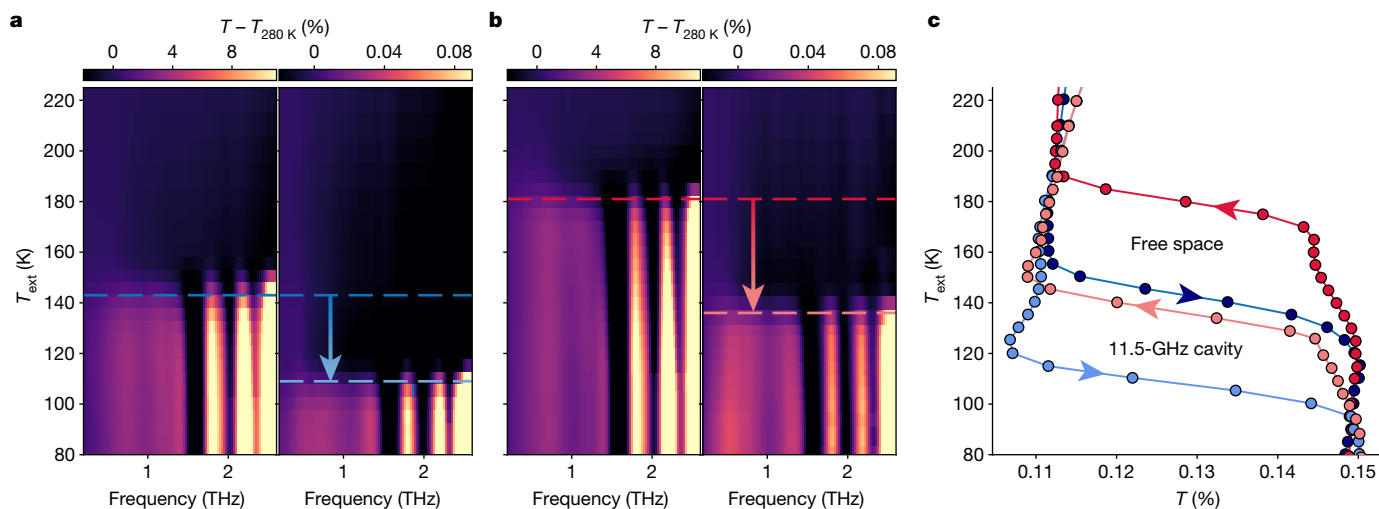 a
T – T280 K (%)
0 4 8 0 0.04 0.08
220
200
180
160
140
120
100
80
Text (K)
1 2 1 2
Frequency (THz) Frequency (THz)
b
T – T280 K (%)
0 4 8 0 0.04 0.08
1 2 1 2
Frequency (THz) Frequency (THz)
c
220
200
180
160
140
120
100
80
Text (K)
Free space
11.5-GHz cavity
0.11 0.12 0.13 0.14 0.15
T (%)